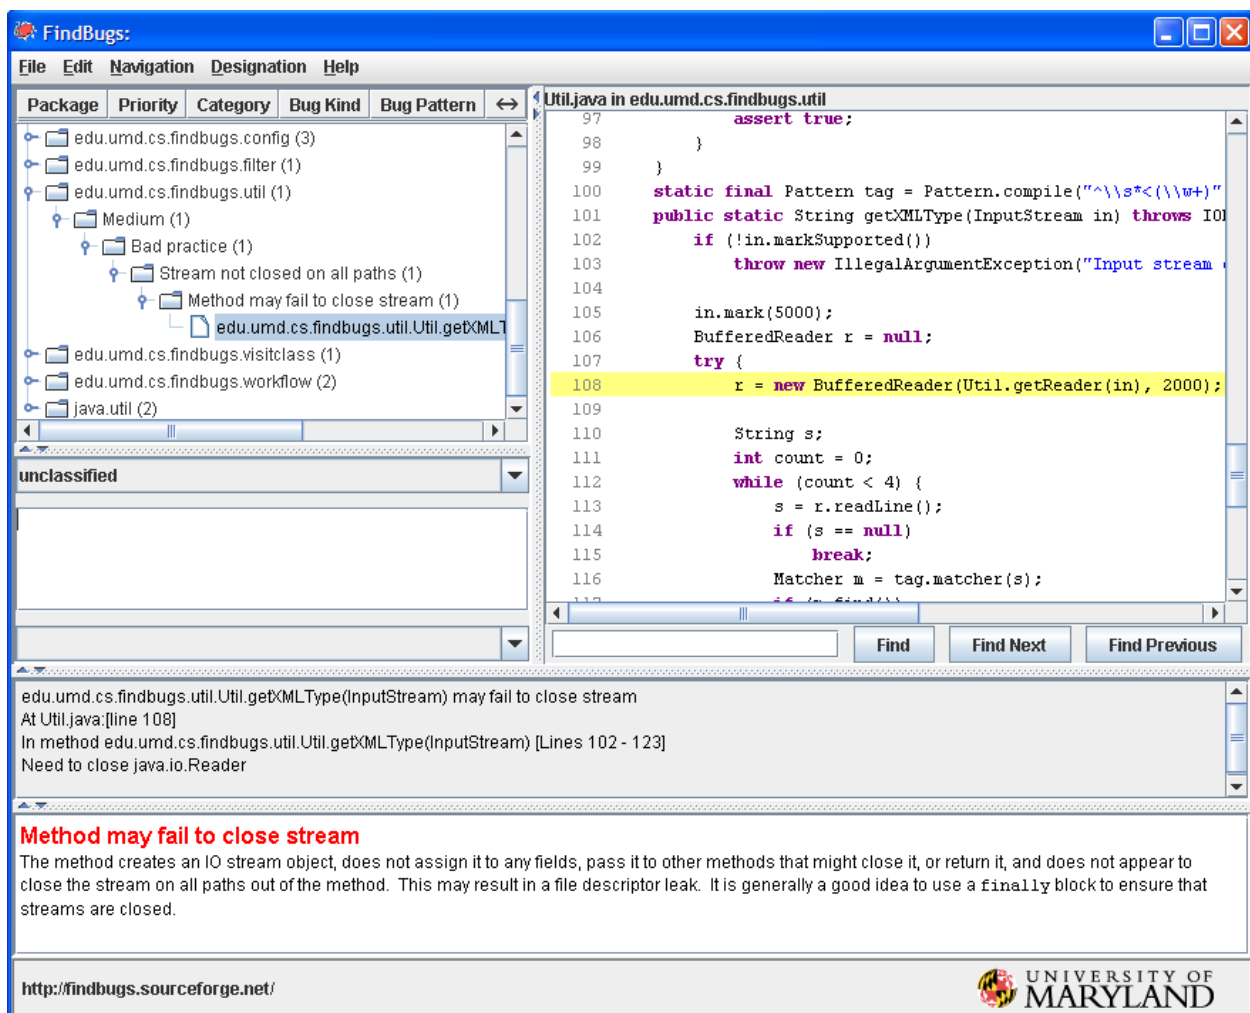 FindBugs:
File Edit Navigation Designation Help
Package Priority Category Bug Kind Bug Pattern
edu.umd.cs.findbugs.config (3)
edu.umd.cs.findbugs.filter (1)
edu.umd.cs.findbugs.util (1)
Medium (1)
Bad practice (1)
Stream not closed on all paths (1)
Method may fail to close stream (1)
edu.umd.cs.findbugs.util.Util.getXMLT
edu.umd.cs.findbugs.visitclass (1)
edu.umd.cs.findbugs.workflow (2)
java.util (2)
unclassified
Util.java in edu.umd.cs.findbugs.util
97 assert true;
98 }
99 }
100 static final Pattern tag = Pattern.compile("^\\s*<(\\w+)"
101 public static String getXMLType(InputStream in) throws IO
102 if (!in.markSupported())
103 throw new IllegalArgumentException("Input stream
104
105 in.mark(5000);
106 BufferedReader r = null;
107 try {
108 r = new BufferedReader(Util.getReader(in), 2000);
109
110 String s;
111 int count = 0;
112 while (count < 4) {
113 s = r.readLine();
114 if (s == null)
115 break;
116 Matcher m = tag.matcher(s);
Find Find Next Find Previous
edu.umd.cs.findbugs.util.Util.getXMLType(InputStream) may fail to close stream
At Util.java:[line 108]
In method edu.umd.cs.findbugs.util.Util.getXMLType(InputStream) [Lines 102 - 123]
Need to close java.io.Reader
Method may fail to close stream
The method creates an IO stream object, does not assign it to any fields, pass it to other methods that might close it, or return it, and does not appear to
close the stream on all paths out of the method. This may result in a file descriptor leak. It is generally a good idea to use a finally block to ensure that
streams are closed.
http://findbugs.sourceforge.net/
UNIVERSITY OF
MARYLAND